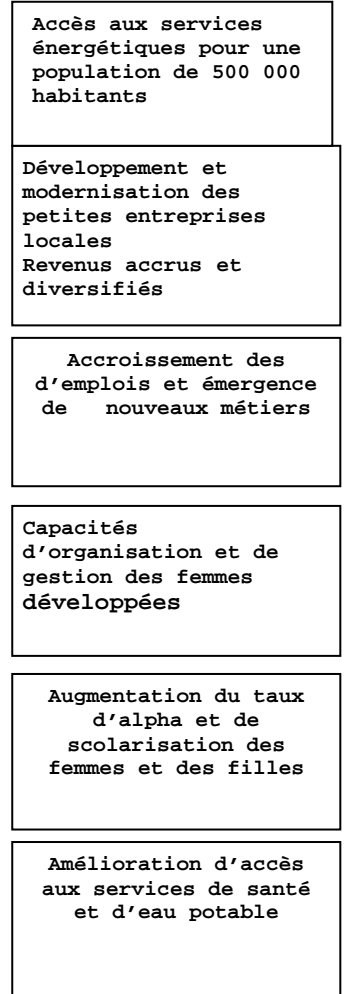 Accès aux services
énergétiques pour une
population de 500 000
habitants
Développement et
modernisation des
petites entreprises
locales
Revenus accrus et
diversifiés
Accroissement des
d’emplois et émergence
de nouveaux métiers
Capacités
d’organisation et de
gestion des femmes
développées
Augmentation du taux
d’alpha et de
scolarisation des
femmes et des filles
Amélioration d’accès
aux services de santé
et d’eau potable